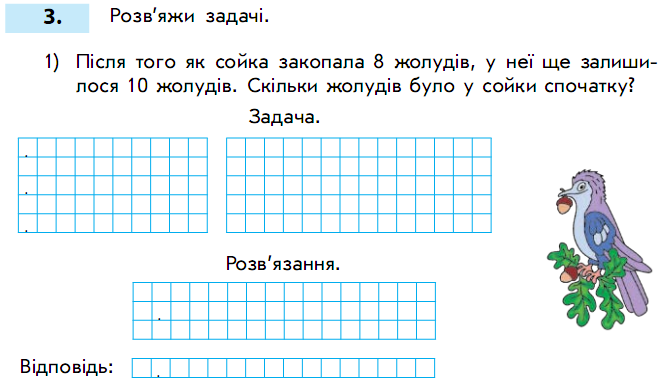 3. Розв'яжи задачі.
1) Після того як сойка закопала 8 жолудів, у неї ще залиши-
лося 10 жолудів. Скільки жолудів було у сойки спочатку?
Задача.
Розв'язання.
Відповідь: